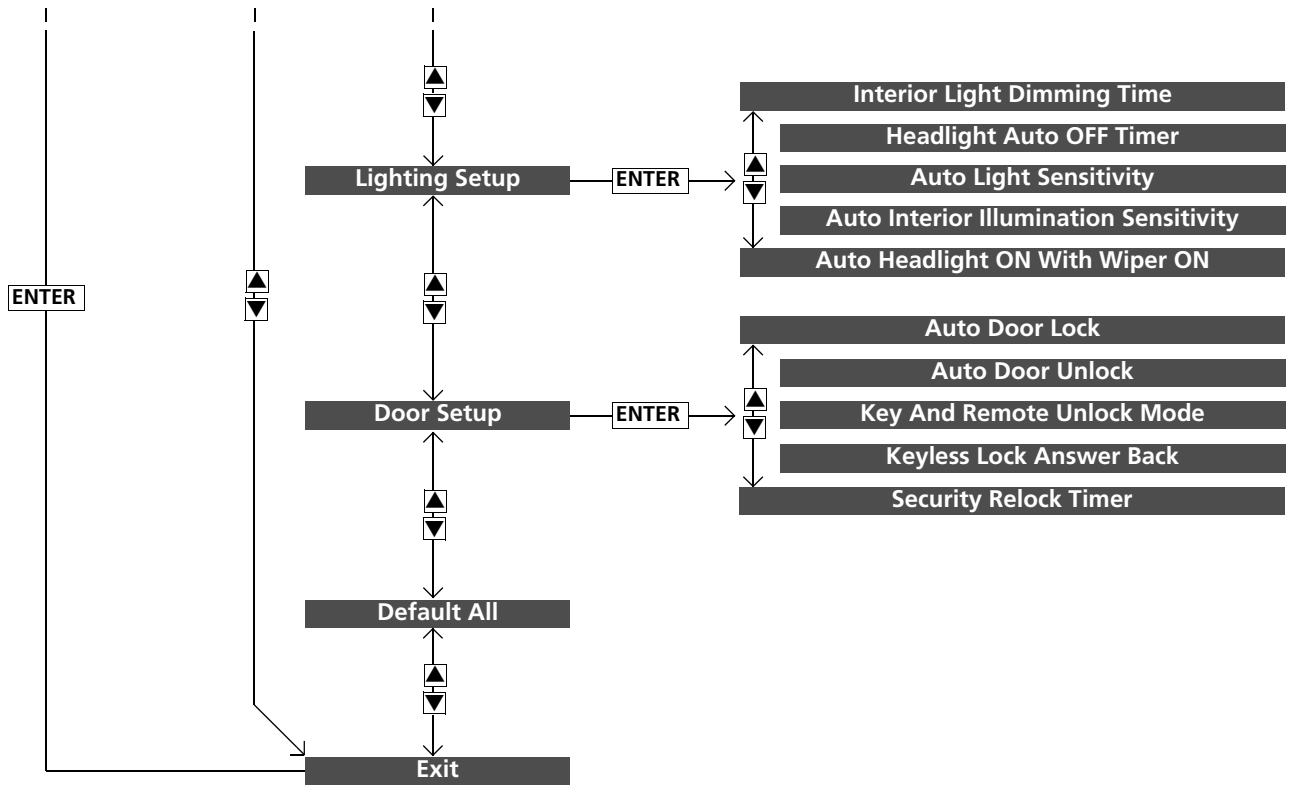 Interior Light Dimming Time
Headlight Auto OFF Timer
Lighting Setup
ENTER
Auto Light Sensitivity
Auto Interior Illumination Sensitivity
Auto Headlight ON With Wiper ON
ENTER
Auto Door Lock
Auto Door Unlock
Door Setup
ENTER
Key And Remote Unlock Mode
Keyless Lock Answer Back
Security Relock Timer
Default All
Exit